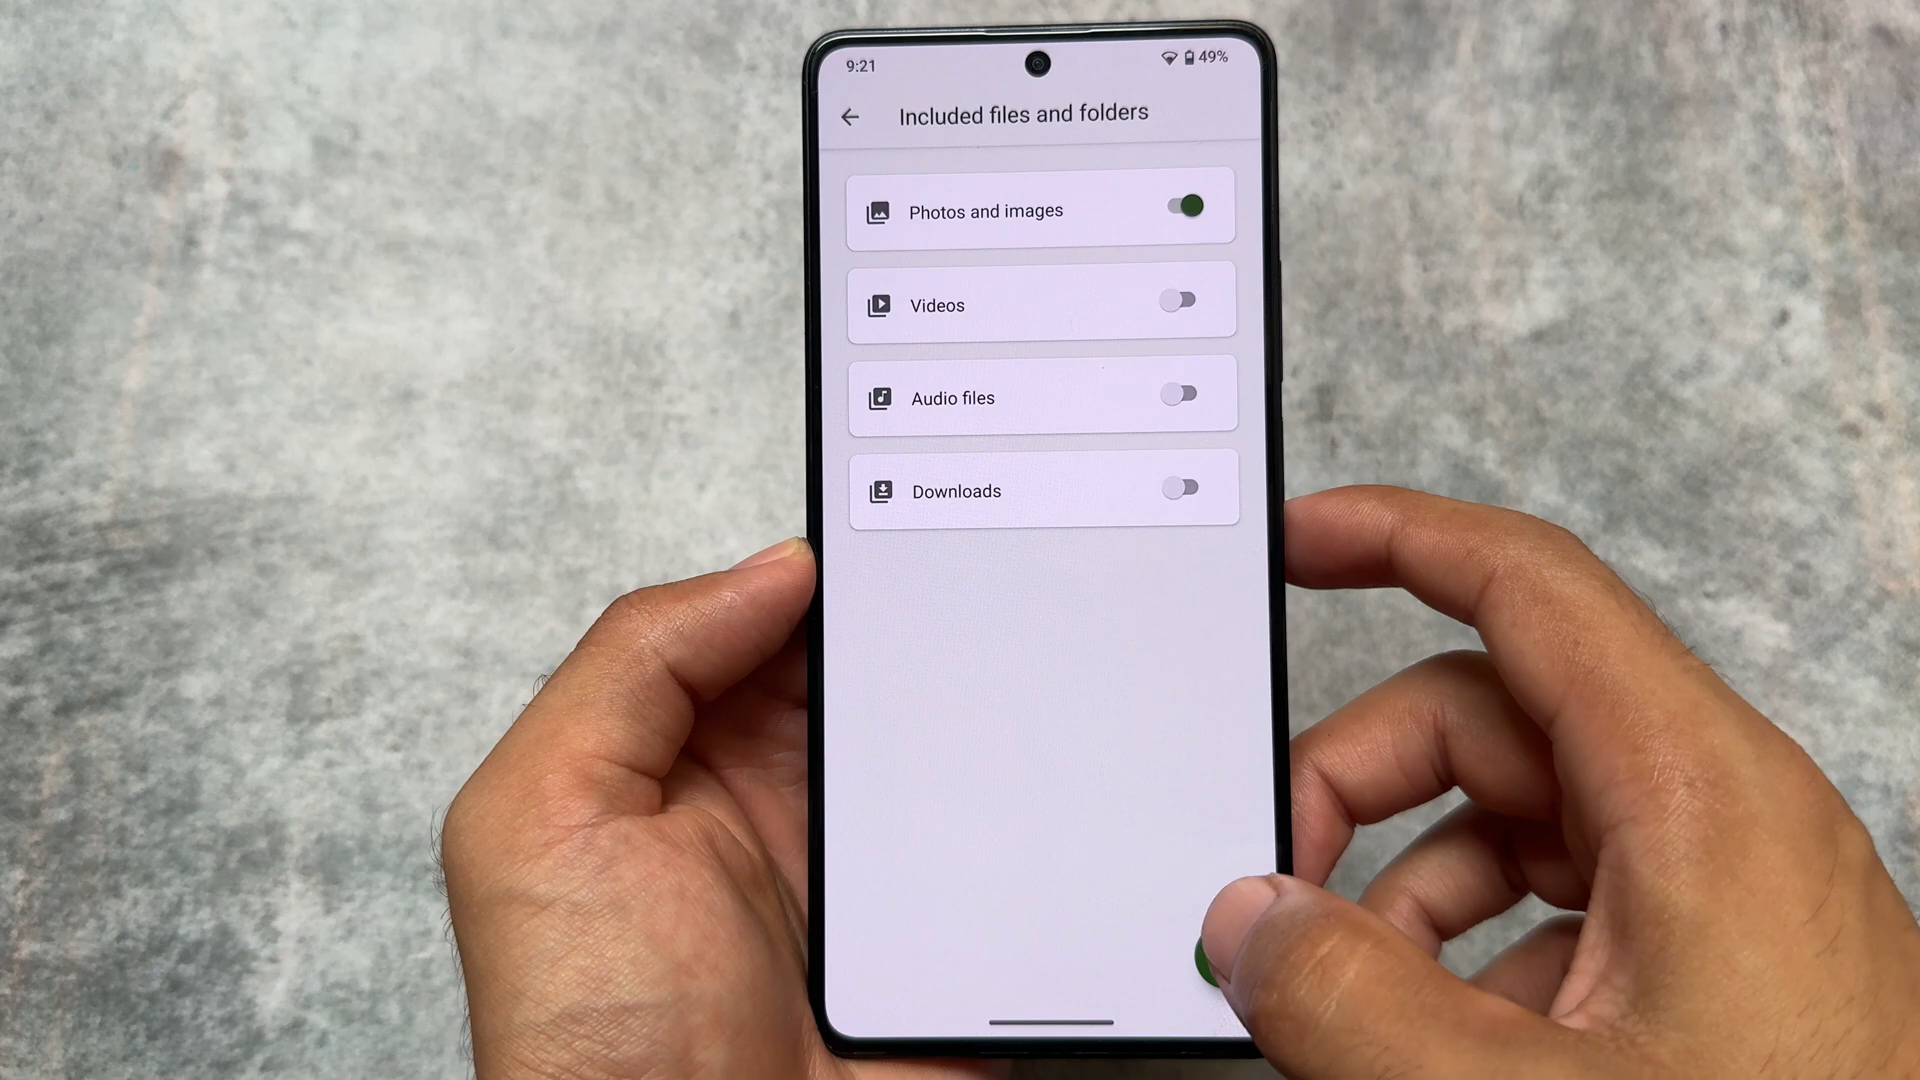 9:21
49%
Included files and folders
Photos and images
Videos
Audio files
Downloads